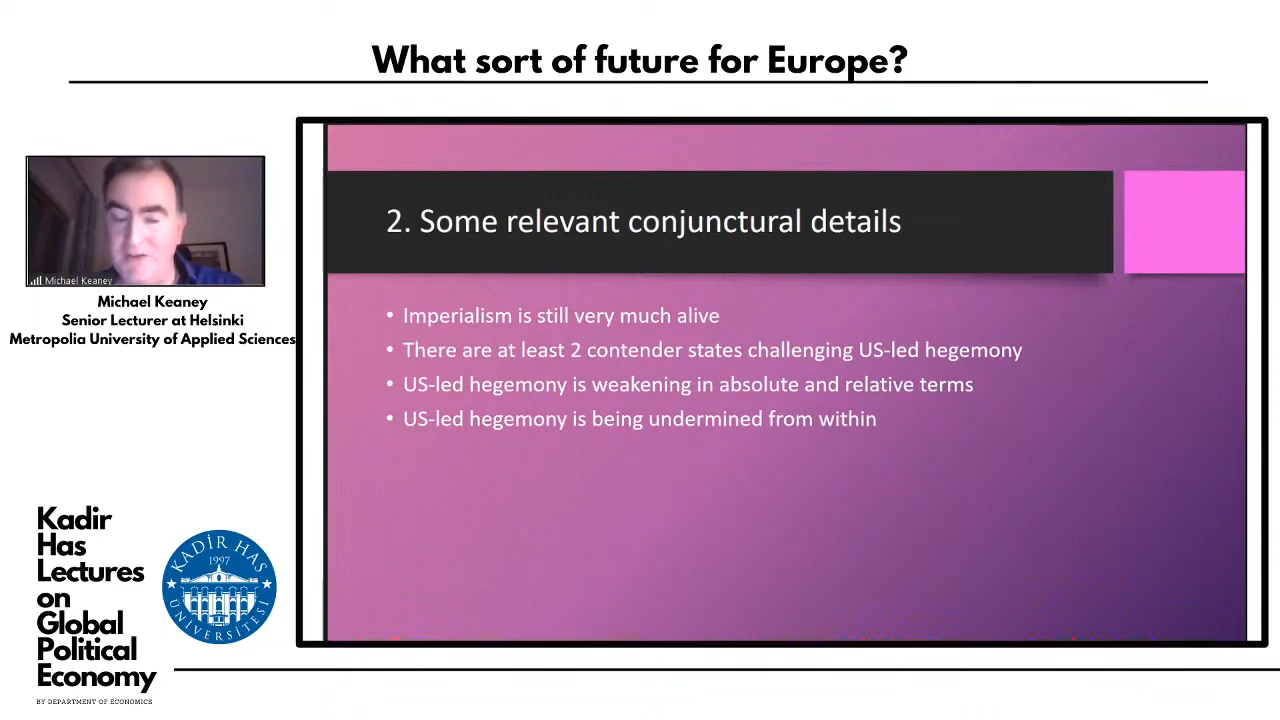 What sort of future for Europe?
Michael Keaney
Michael Keaney
Senior Lecturer at Helsinki
Metropolia University of Applied Sciences
2. Some relevant conjunctural details
• Imperialism is still very much alive
• There are at least 2 contender states challenging US-led hegemony
• US-led hegemony is weakening in absolute and relative terms
• US-led hegemony is being undermined from within
Kadir
Has
Lectures
on
Global
Political
Economy
BY DEPARTMENT OF ECONOMICS
KADİR HAS
1997
ÜNİVERSİTESİ